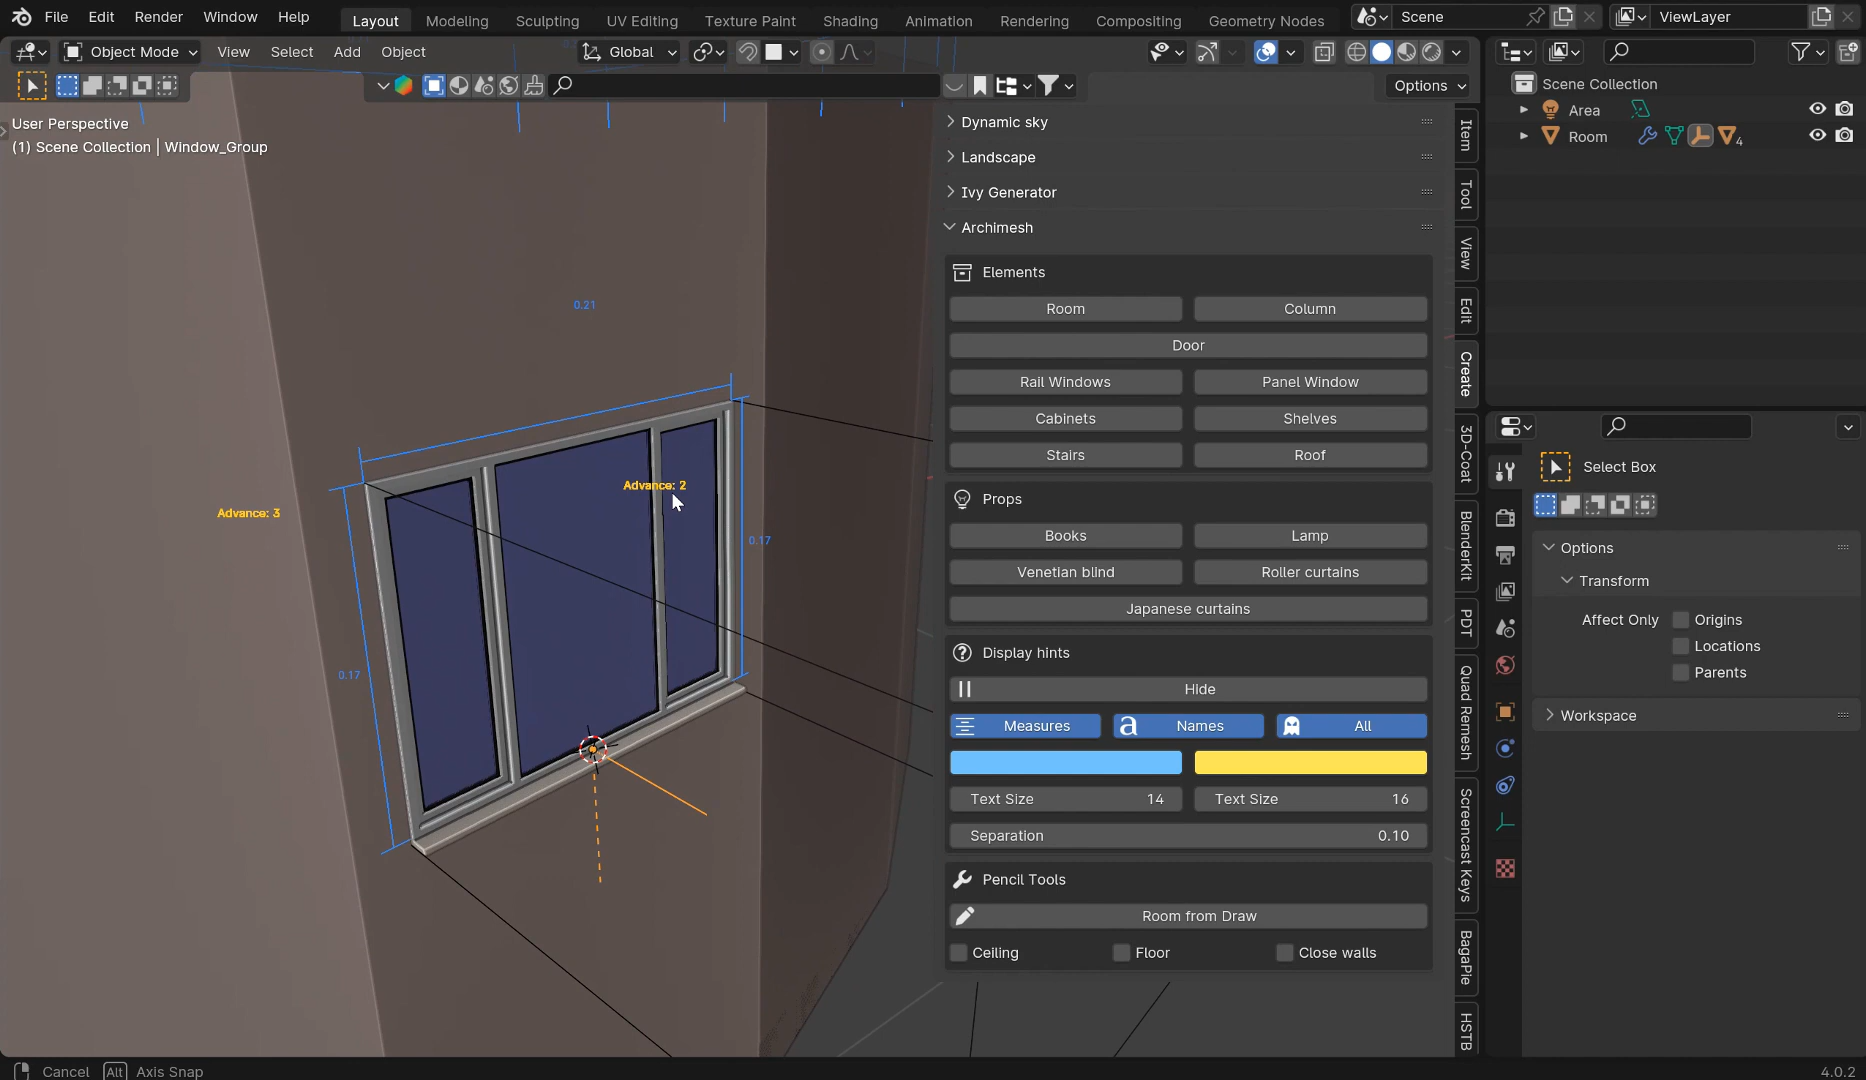 File Edit Render Window Help
Layout Modeling Sculpting UV Editing Texture Paint Shading Animation Rendering Compositing Geometry Nodes
Scene
ViewLayer
Object Mode View Select Add Object
Global
Options
User Perspective
(1) Scene Collection | Window_Group
0.21
Advance: 2
Advance: 3
0.17
0.17
Dynamic sky
Landscape
Ivy Generator
Archimesh
Elements
Room Column
Door
Rail Windows Panel Window
Cabinets Shelves
Stairs Roof
Props
Books Lamp
Venetian blind Roller curtains
Japanese curtains
Display hints
Hide
Measures a Names All
Text Size 14 Text Size 16
Separation 0.10
Pencil Tools
Room from Draw
Ceiling Floor Close walls
Item
Tool
View
Edit
Create
3D-Coat
BlenderKit
PDT
Quad Remesh
Screencast Keys
BagaPie
HSTB
Scene Collection
Area
Room 4
Select Box
Options
Transform
Affect Only Origins
Locations
Parents
Workspace
Cancel Alt Axis Snap
4.0.2